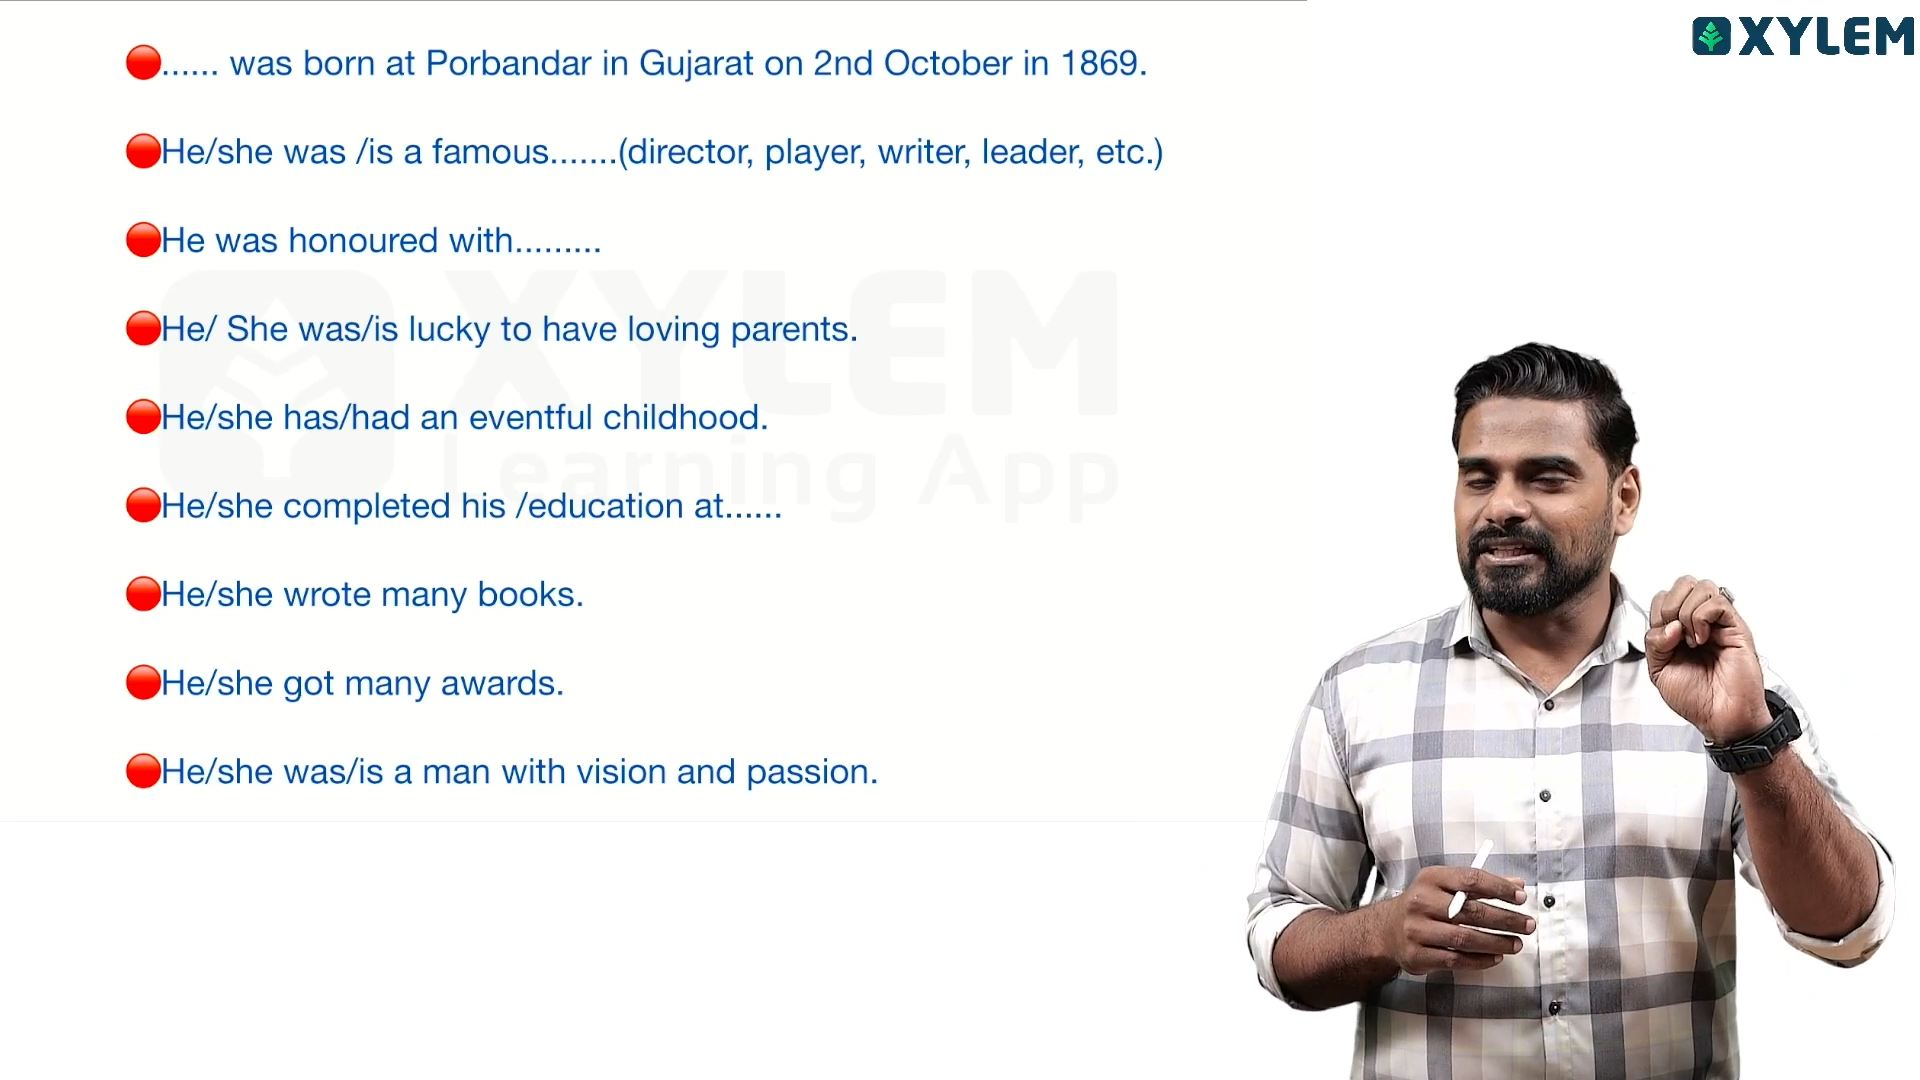 XYLEM
...... was born at Porbandar in Gujarat on 2nd October in 1869.
He/she was /is a famous.......(director, player, writer, leader, etc.)
He was honoured with.........
He/ She was/is lucky to have loving parents.
He/she has/had an eventful childhood.
He/she completed his /education at......
He/she wrote many books.
He/she got many awards.
He/she was/is a man with vision and passion.
XYLEM
Learning App